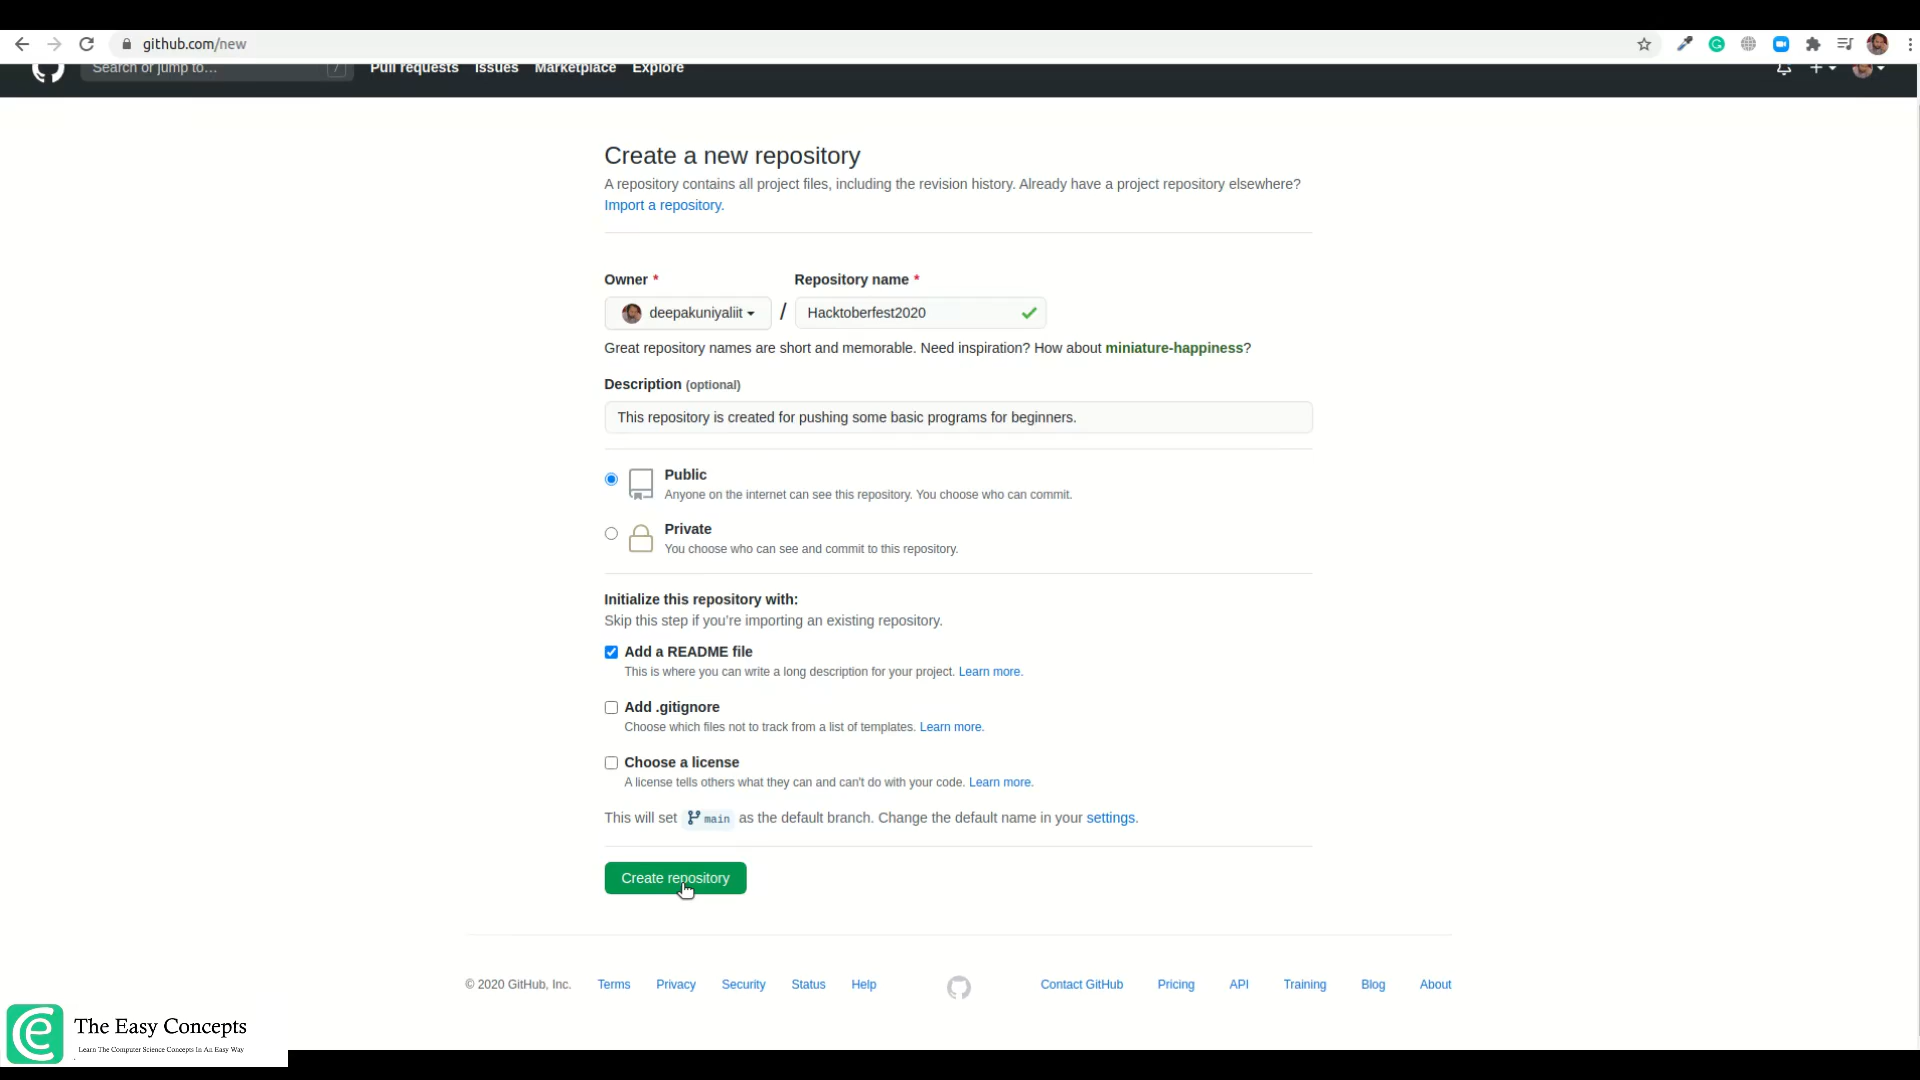 github.com/new
Search or jump to...
/
Pull requests Issues Marketplace Explore
Create a new repository
A repository contains all project files, including the revision history. Already have a project repository elsewhere?
Import a repository.
Owner * Repository name *
deepakuniyaliit / Hacktoberfest2020
Great repository names are short and memorable. Need inspiration? How about miniature-happiness?
Description (optional)
This repository is created for pushing some basic programs for beginners.
Public
Anyone on the internet can see this repository. You choose who can commit.
Private
You choose who can see and commit to this repository.
Initialize this repository with:
Skip this step if you’re importing an existing repository.
Add a README file
This is where you can write a long description for your project. Learn more.
Add .gitignore
Choose which files not to track from a list of templates. Learn more.
Choose a license
A license tells others what they can and can't do with your code. Learn more.
This will set main as the default branch. Change the default name in your settings.
Create repository
© 2020 GitHub, Inc. Terms Privacy Security Status Help Contact GitHub Pricing API Training Blog About
The Easy Concepts
Learn The Computer Science Concepts In An Easy Way